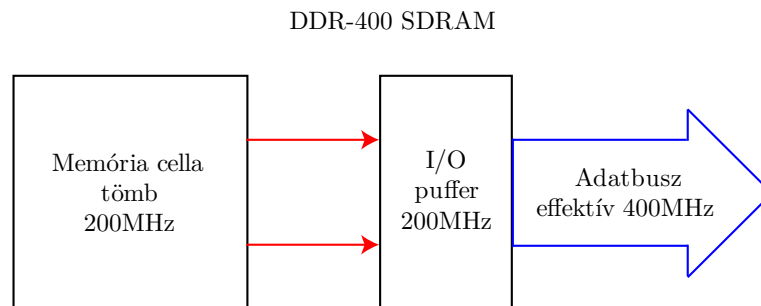 DDR-400 SDRAM
Memória cella
tömb
200MHz
I/O
puffer
200MHz
Adatbusz
effektív 400MHz